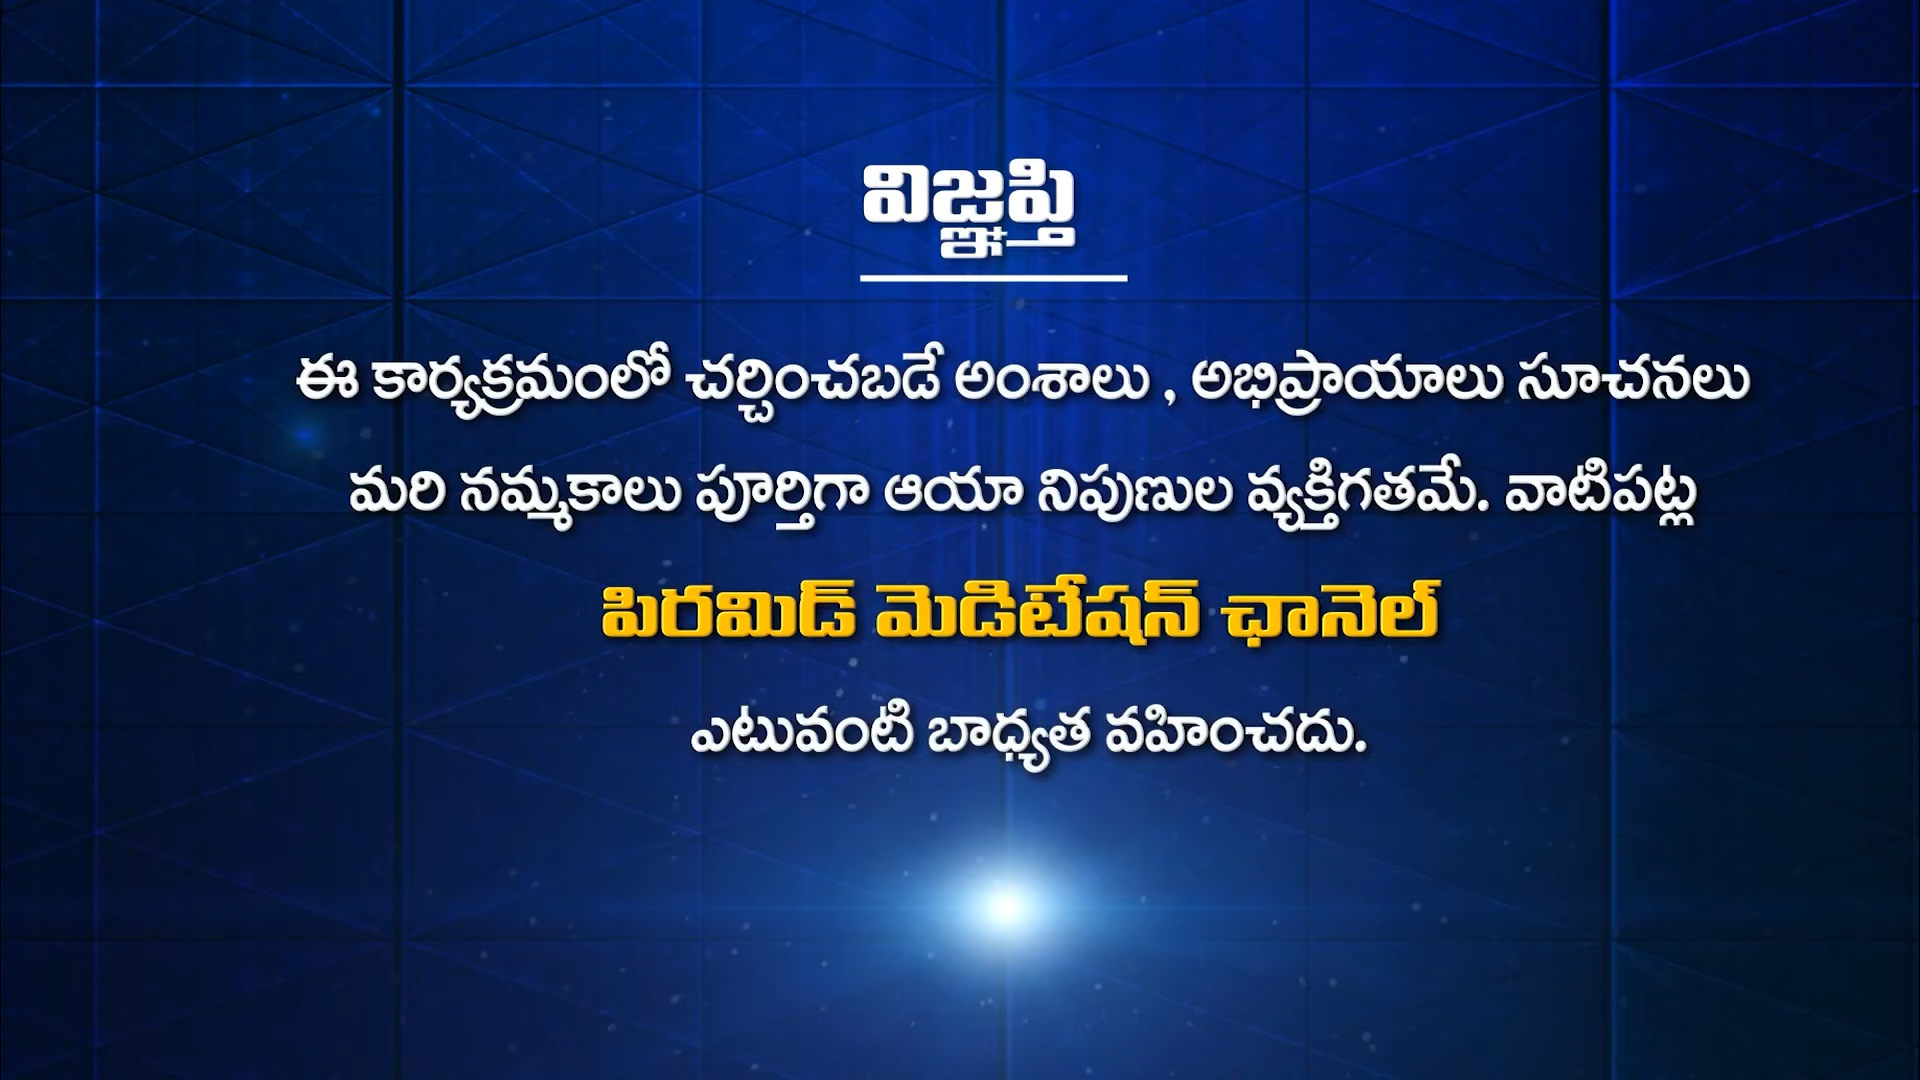 విజ్ఞప్తి
ఈ కార్యక్రమంలో చర్చించబడే అంశాలు , అభిప్రాయాలు సూచనలు
మరి నమ్మకాలు పూర్తిగా ఆయా నిపుణుల వ్యక్తిగతమే. వాటిపట్ల
పిరమిడ్ మెడిటేషన్ ఛానెల్
ఎటువంటి బాధ్యత వహించదు.